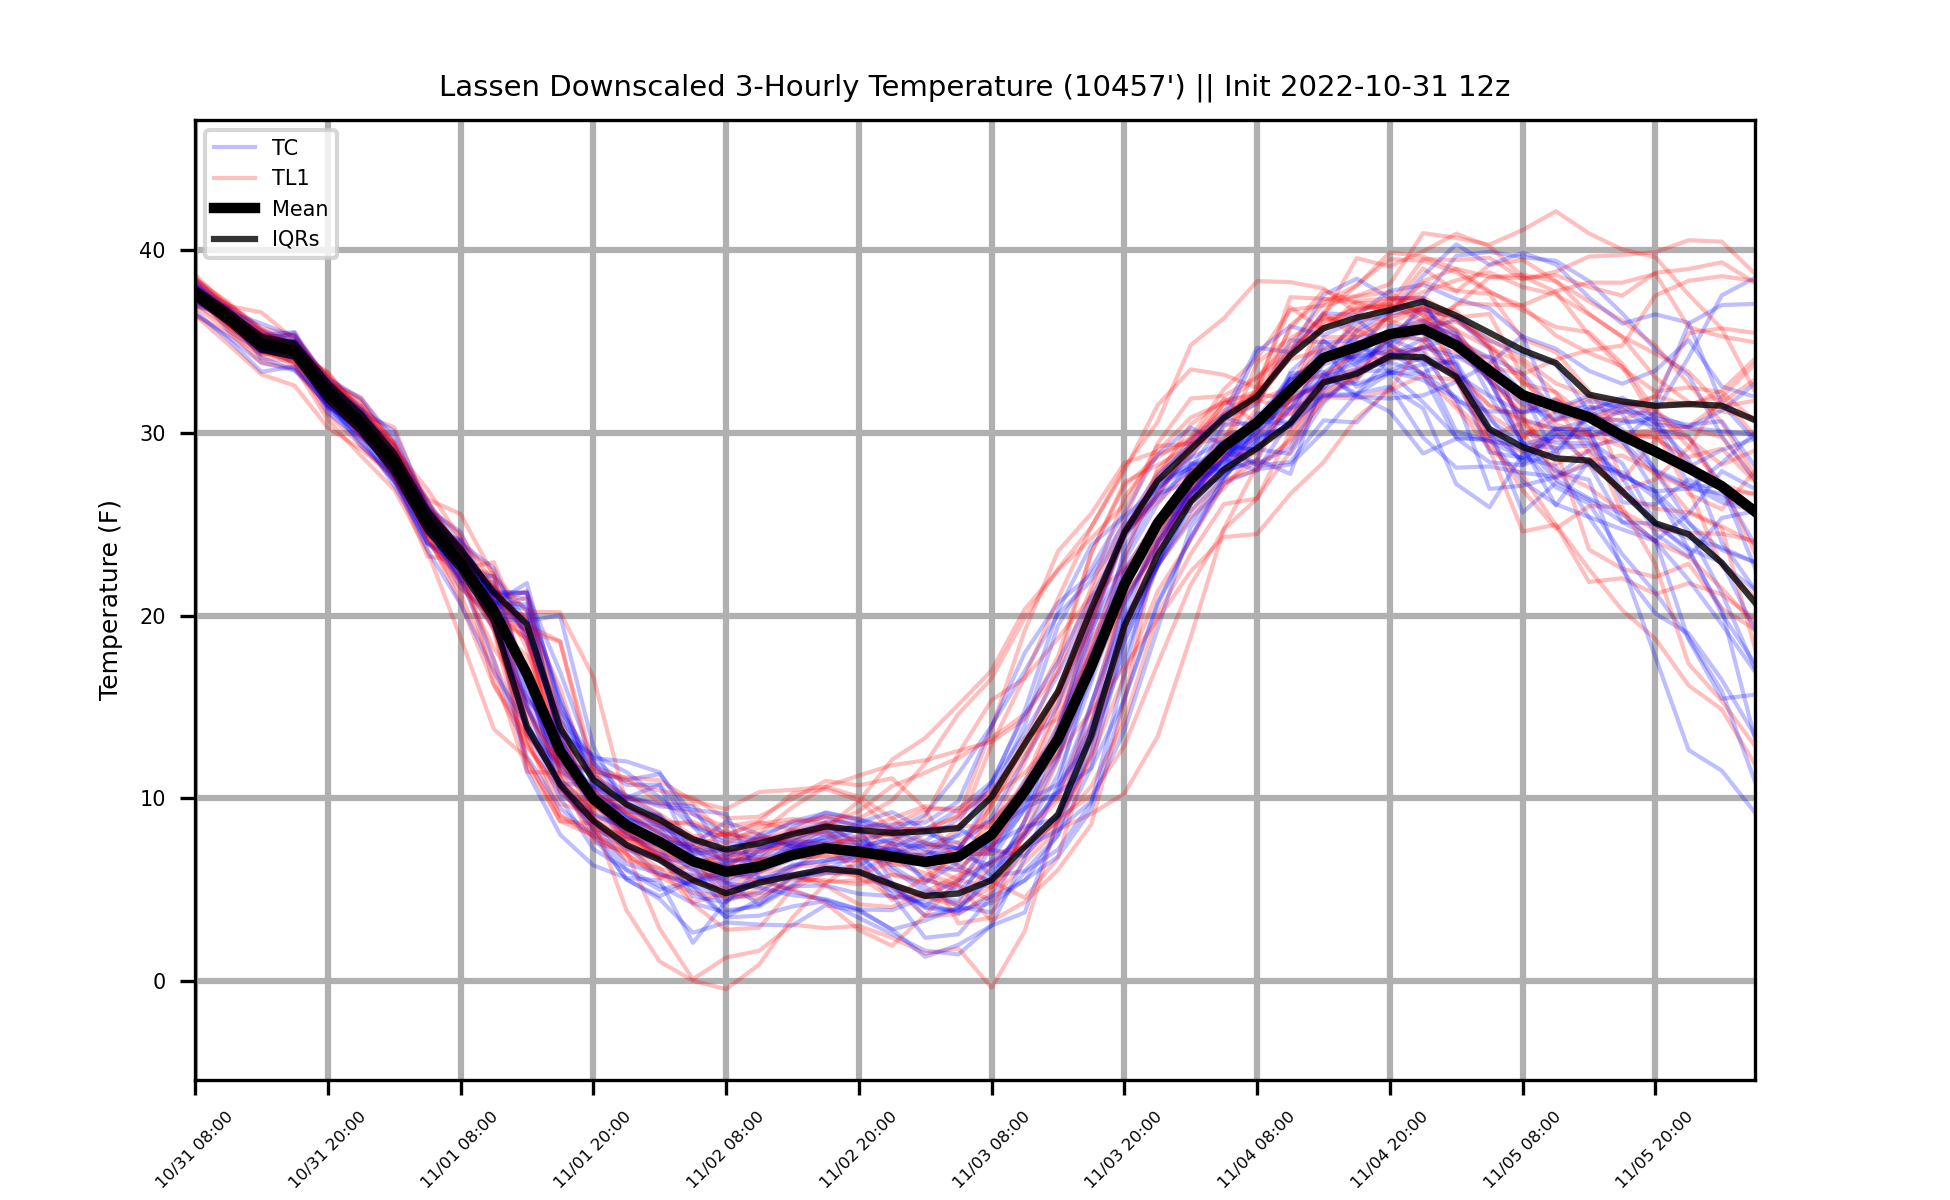 Lassen Downscaled 3-Hourly Temperature (10457') || Init 2022-10-31 12z
TC
TL1
Mean
IQRs
Temperature (F)
40
30
20
10
0
10/31 08:00
10/31 20:00
11/01 08:00
11/01 20:00
11/02 08:00
11/02 20:00
11/03 08:00
11/03 20:00
11/04 08:00
11/04 20:00
11/05 08:00
11/05 20:00